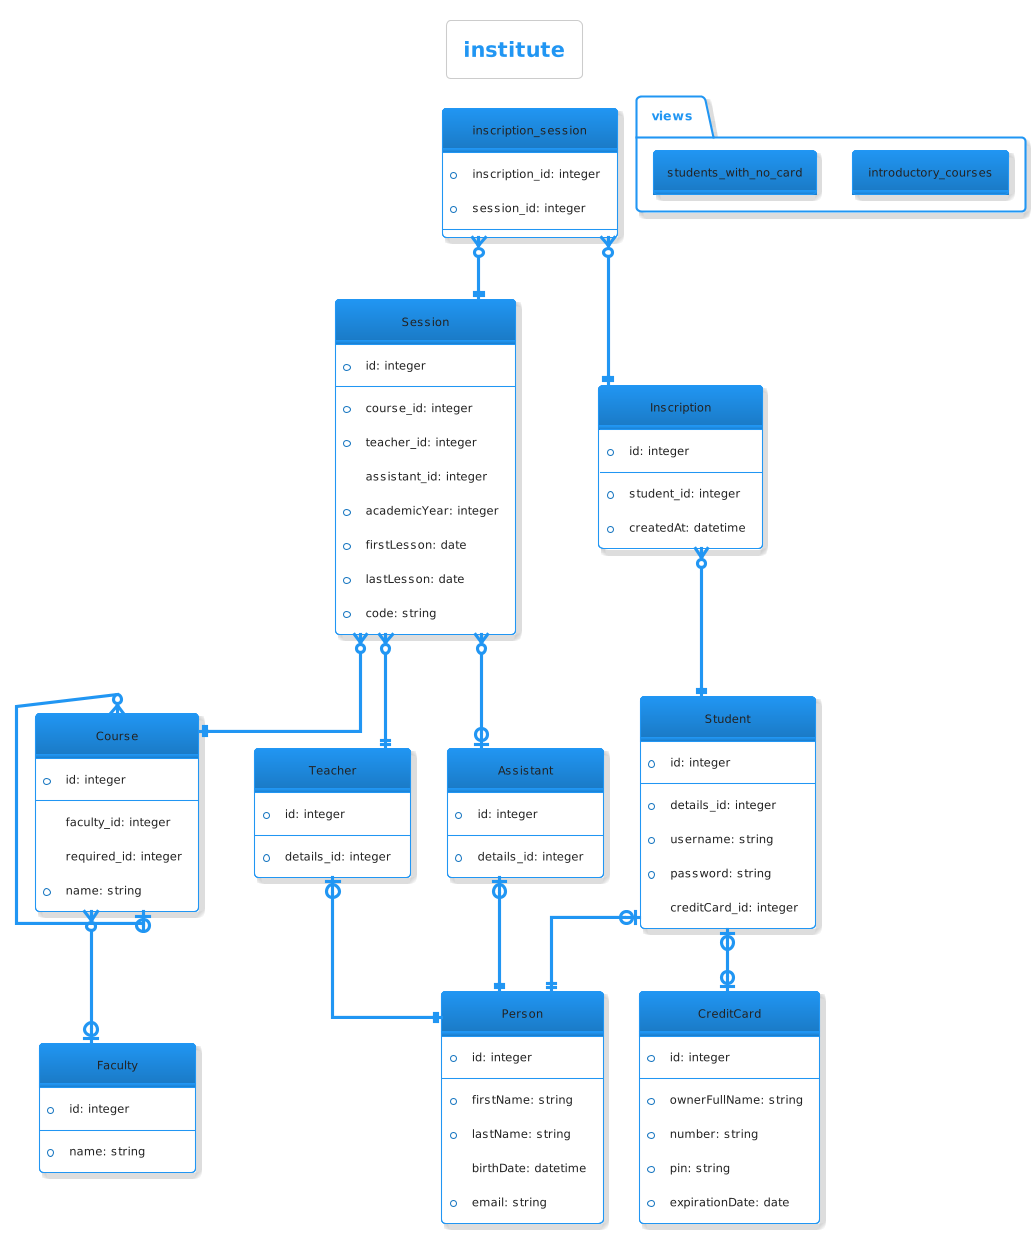 institute
inscription_session
inscription_id: integer
session_id: integer
views
students_with_no_card
introductory_courses
Session
id: integer
course_id: integer
teacher_id: integer
assistant_id: integer
academicYear: integer
firstLesson: date
lastLesson: date
code: string
Inscription
id: integer
student_id: integer
createdAt: datetime
Course
id: integer
faculty_id: integer
required_id: integer
name: string
Teacher
id: integer
details_id: integer
Assistant
id: integer
details_id: integer
Student
id: integer
details_id: integer
username: string
password: string
creditCard_id: integer
Faculty
id: integer
name: string
Person
id: integer
firstName: string
lastName: string
birthDate: datetime
email: string
CreditCard
id: integer
ownerFullName: string
number: string
pin: string
expirationDate: date